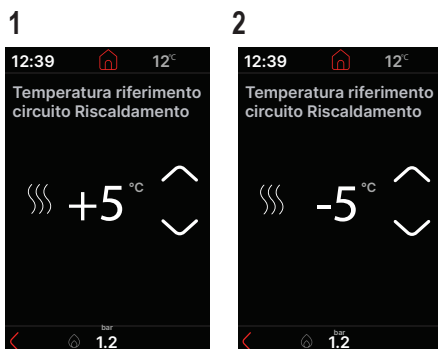 1
12:39 12°C
Temperatura riferimento
circuito Riscaldamento
+5 °C
bar
1.2
2
12:39 12°C
Temperatura riferimento
circuito Riscaldamento
-5 °C
bar
1.2